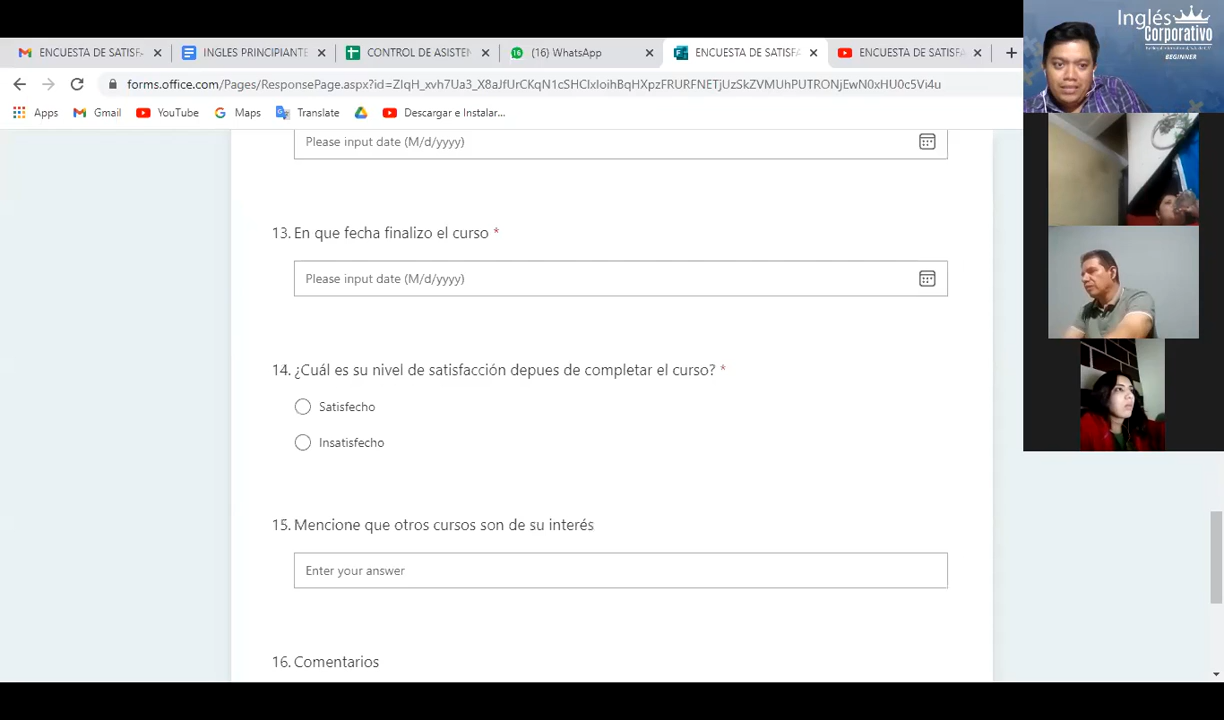 ENCUESTA DE SATISF
INGLES PRINCIPIANTE
CONTROL DE ASISTEN
(16) WhatsApp
ENCUESTA DE SATISFA
ENCUESTA DE SATISFA
forms.office.com/Pages/ResponsePage.aspx?id=ZIqH_xvh7Ua3_X8aJfUrCKqN1cSHClxIoihBqHXpzFRURFNETjUzSkZVMUhPUTRONjEwN0xHU0c5Vi4u
Apps
Gmail
YouTube
Maps
Translate
Descargar e Instalar...
Please input date (M/d/yyyy)
13. En que fecha finalizo el curso *
Please input date (M/d/yyyy)
14. ¿Cuál es su nivel de satisfacción depues de completar el curso? *
Satisfecho
Insatisfecho
15. Mencione que otros cursos son de su interés
Enter your answer
16. Comentarios
Inglés
Corporativo
BEGINNER